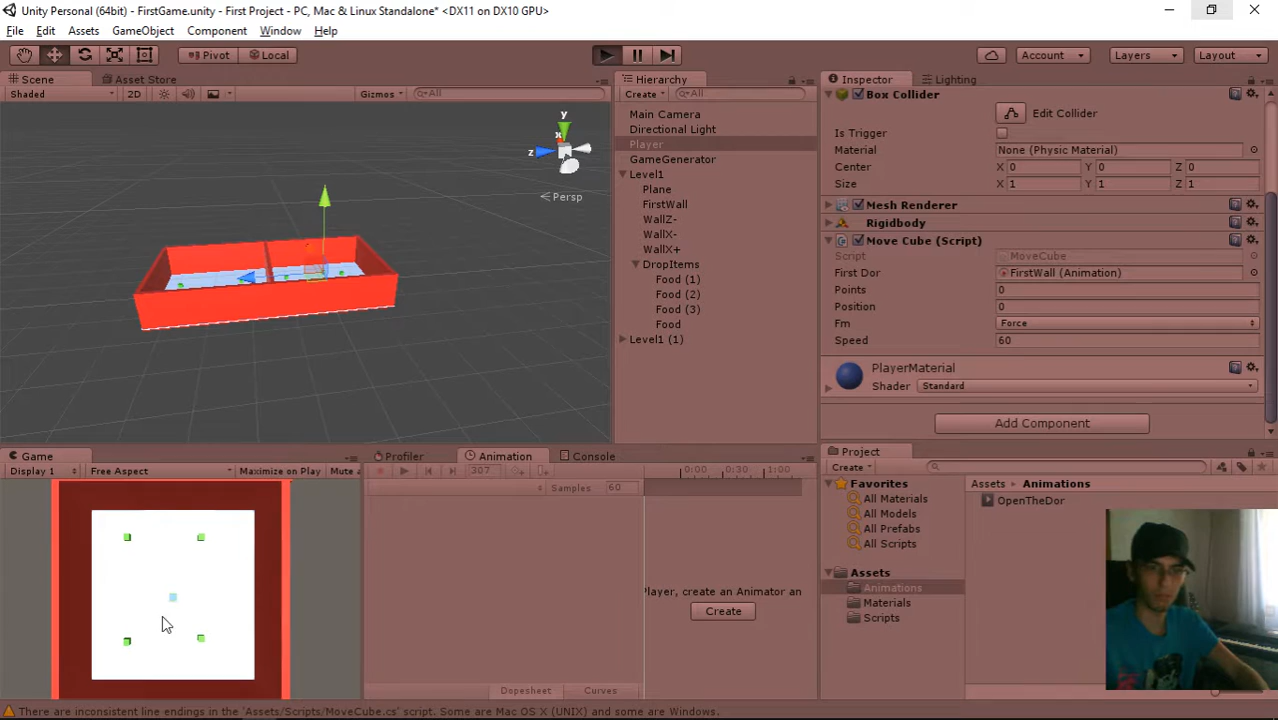 Unity Personal (64bit) - FirstGame.unity - First Project - PC, Mac & Linux Standalone* <DX11 on DX10 GPU>
File Edit Assets GameObject Component Window Help
Pivot Local Account Layers Layout
Scene Asset Store Hierarchy Inspector Lighting
Shaded 2D Gizmos All Create All
Box Collider
Edit Collider
Is Trigger
Material None (Physic Material)
Center X 0 Y 0 Z 0
Size X 1 Y 1 Z 1
Mesh Renderer
Rigidbody
Move Cube (Script)
Script MoveCube
First Dor FirstWall (Animation)
Points 0
Position 0
Fm Force
Speed 60
PlayerMaterial
Shader Standard
Add Component
Main Camera
Directional Light
Player
GameGenerator
Level1
Plane
FirstWall
WallZ-
WallX-
WallX+
DropItems
Food (1)
Food (2)
Food (3)
Food
Level1 (1)
y
x
z
Persp
Game Profiler Animation Console Project
Display 1 Free Aspect Maximize on Play Mute a
307 0:00 0:30 1:00
Samples 60
Player, create an Animator an
Create
Dopesheet Curves
Create
Favorites
All Materials
All Models
All Prefabs
All Scripts
Assets
Animations
Materials
Scripts
Assets Animations
OpenTheDor
There are inconsistent line endings in the 'Assets/Scripts/MoveCube.cs' script. Some are Mac OS X (UNIX) and some are Windows.